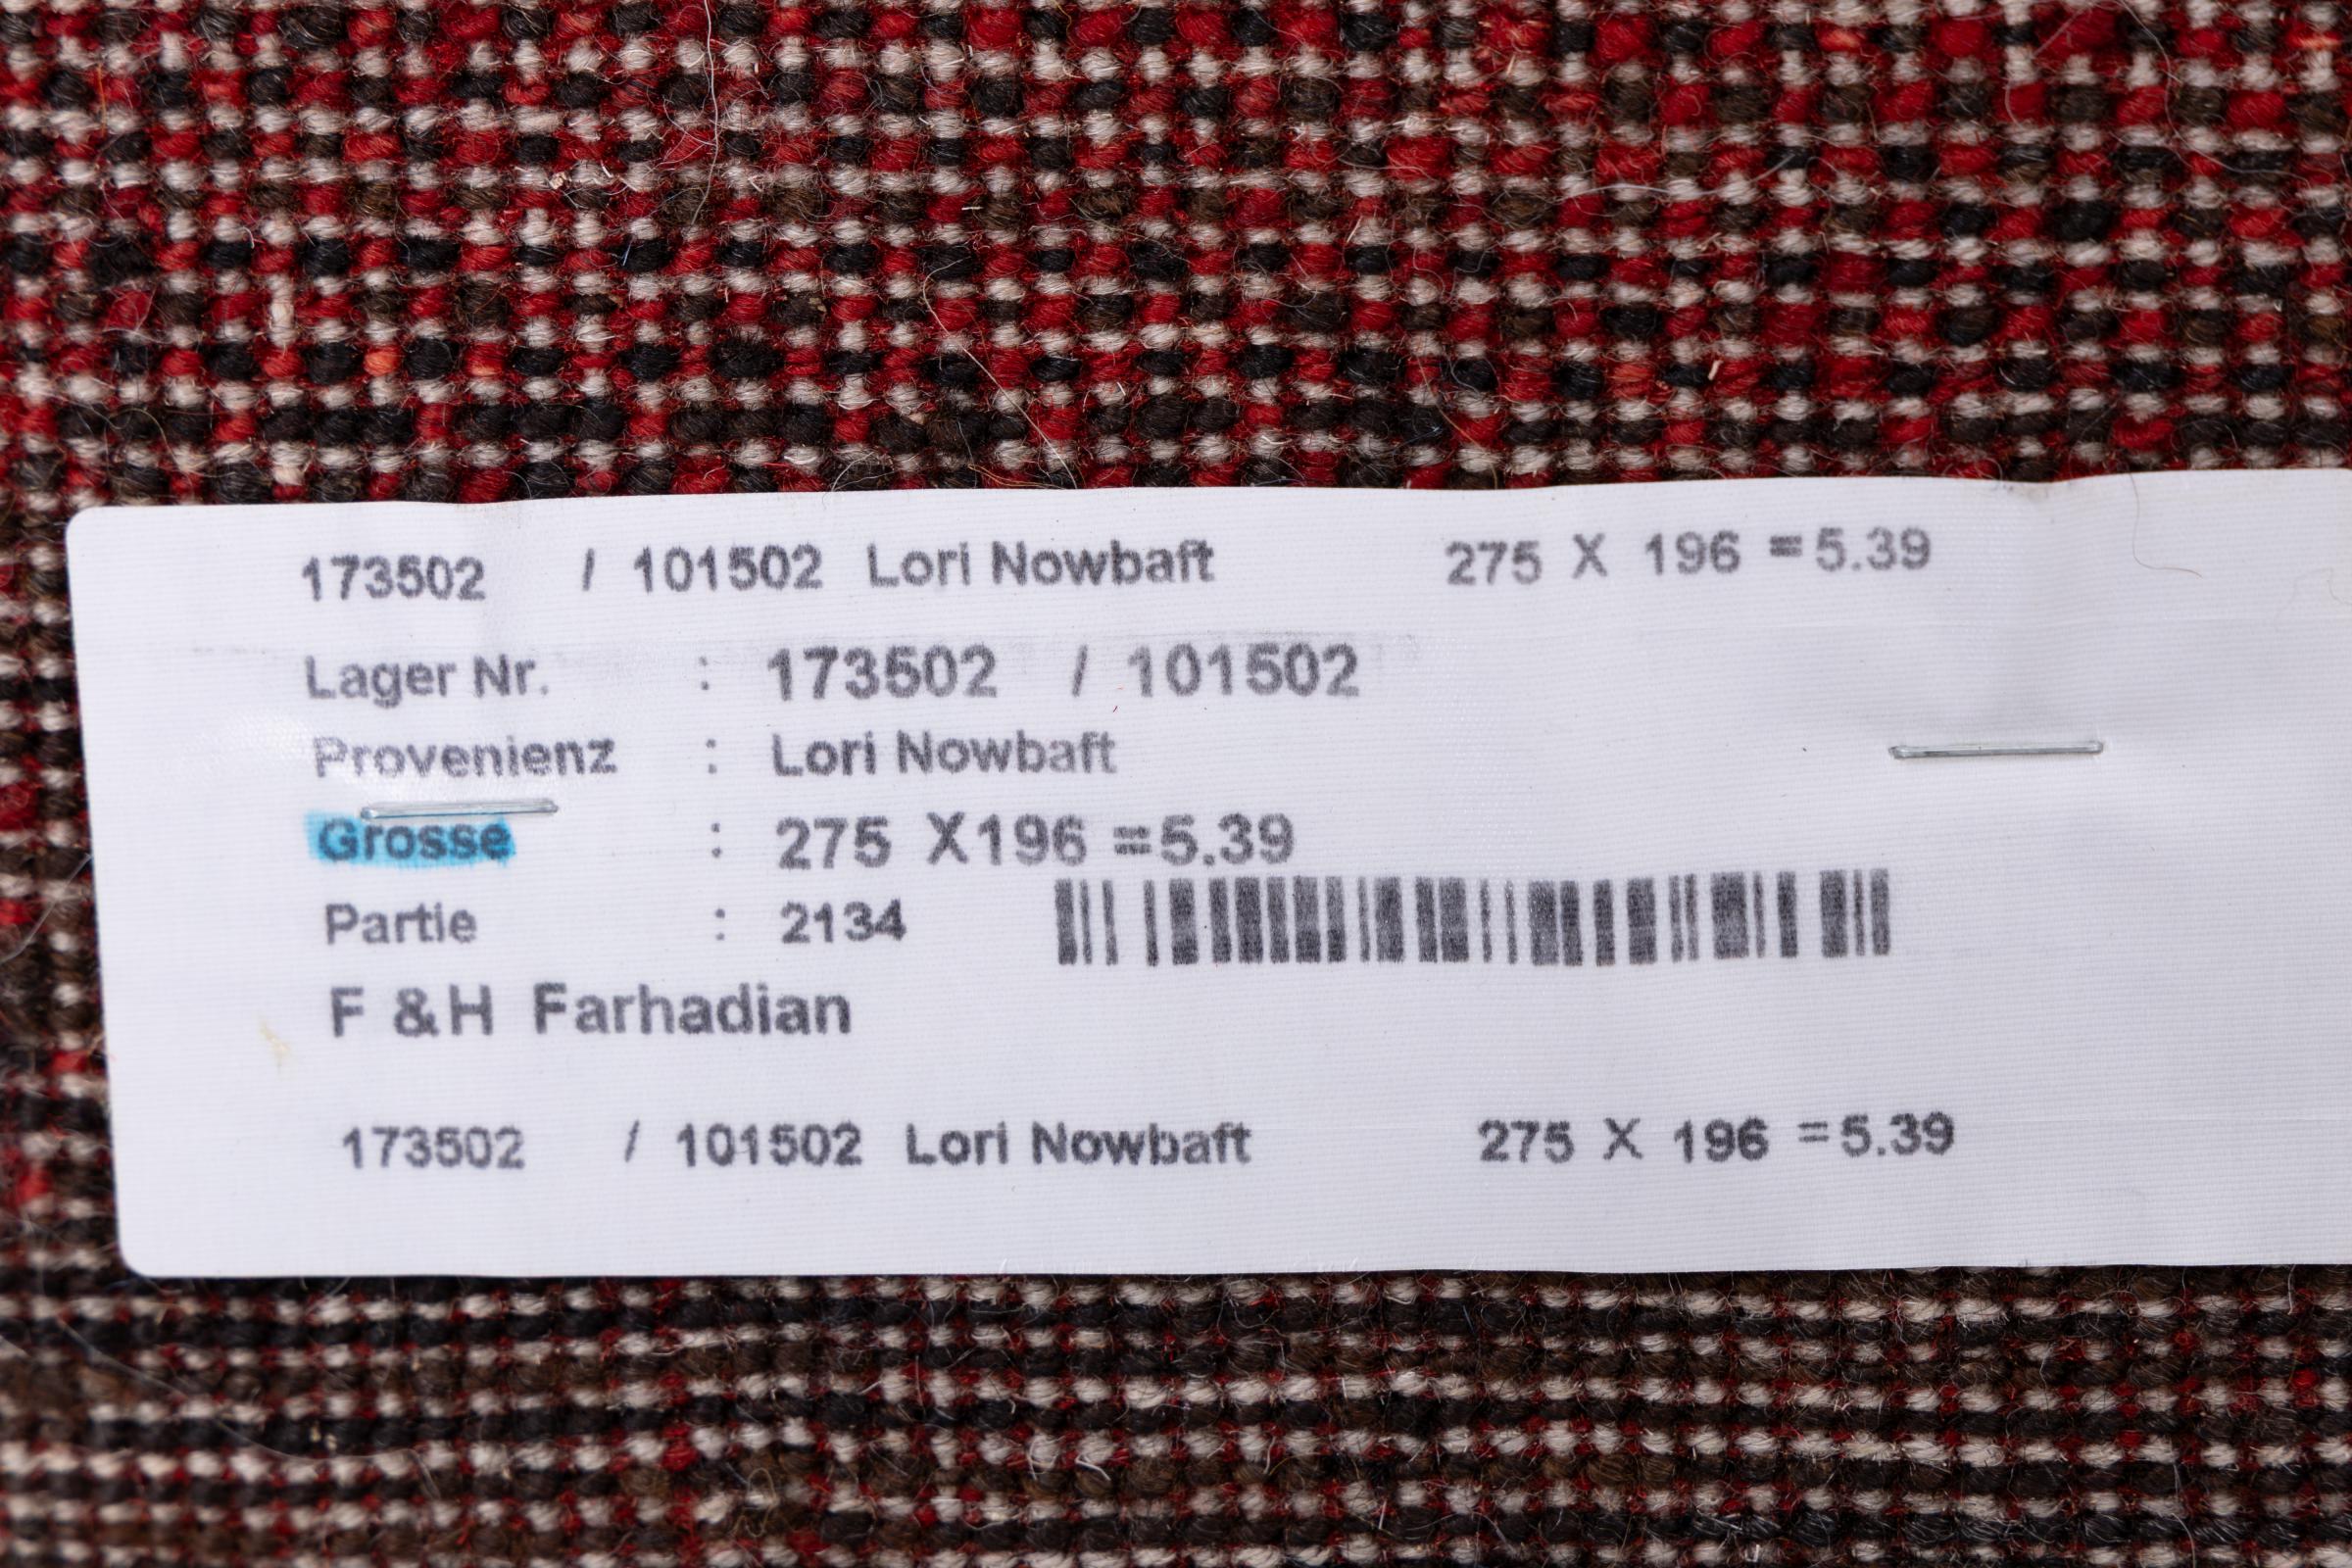 173502 / 101502 Lori Nowbaft 275 X 196 =5.39
Lager Nr. : 173502 / 101502
Provenienz : Lori Nowbaft
Grosse : 275 X196 =5.39
Partie : 2134
F &H Farhadian
173502 / 101502 Lori Nowbaft 275 X 196 =5.39